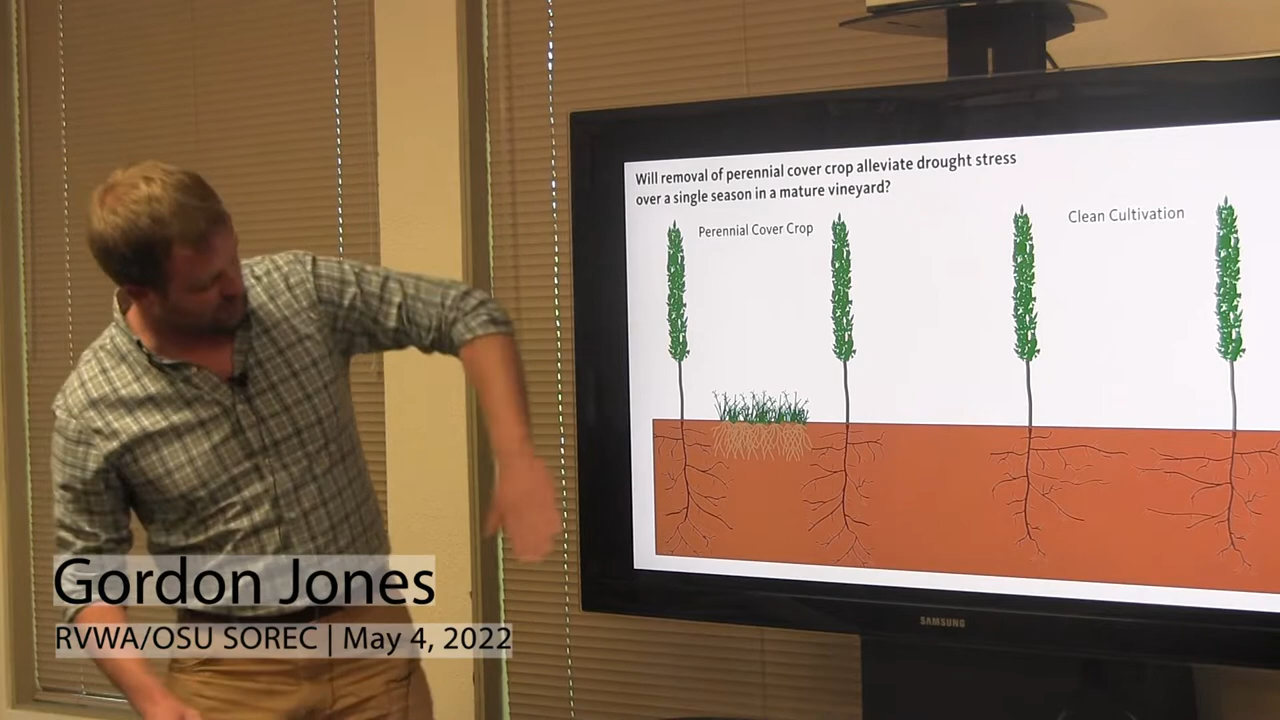 Will removal of perennial cover crop alleviate drought stress
over a single season in a mature vineyard?
Perennial Cover Crop
Clean Cultivation
SAMSUNG
Gordon Jones
RVWA/OSU SOREC | May 4, 2022